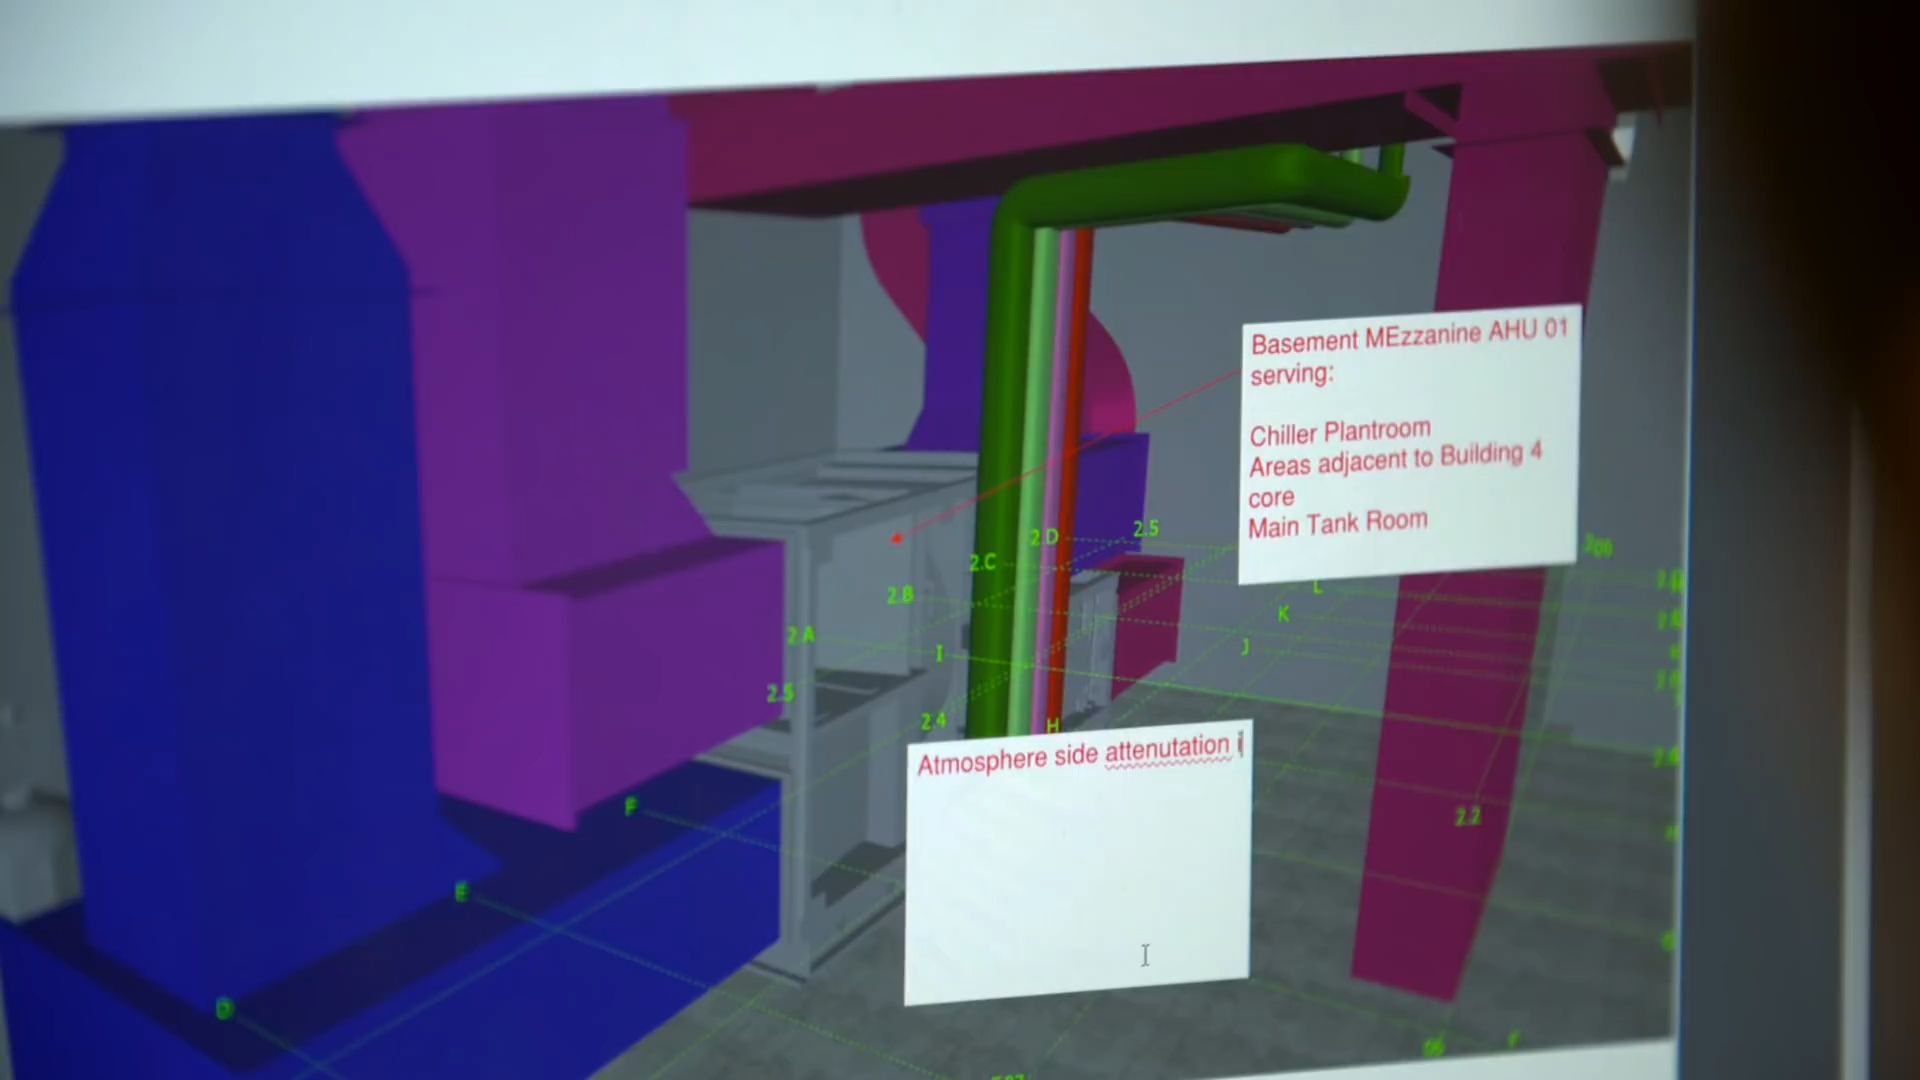 Basement MEzzanine AHU 01
serving:
Chiller Plantroom
Areas adjacent to Building 4
core
Main Tank Room
2.D
2.5
2.C
2.B
L
K
2.A
I
J
2.5
2.4
H
Atmosphere side attenutation i
F
2.2
E
D